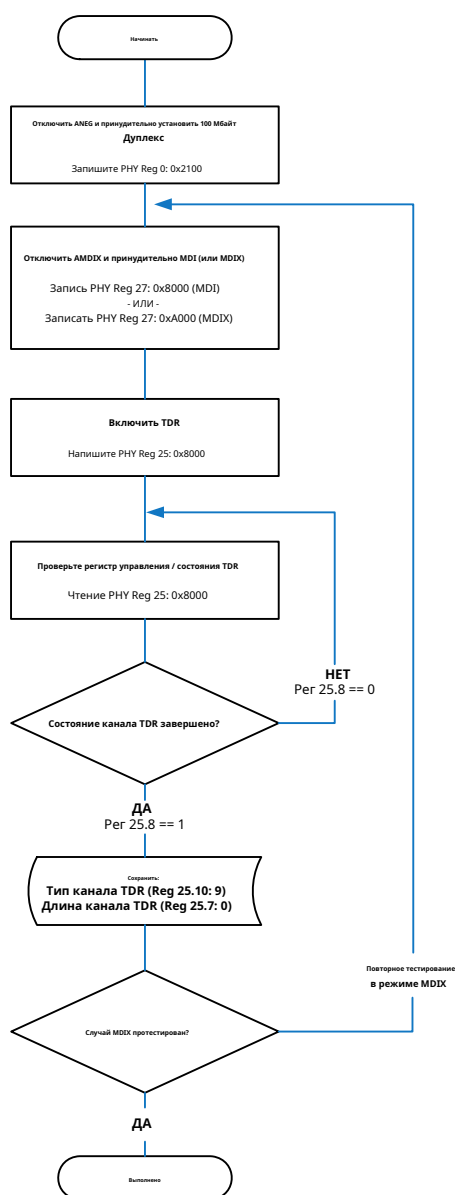 Начинать
Отключить ANEG и принудительно установить 100 Мбайт
Дуплекс
Запишите PHY Reg 0: 0x2100
Отключить AMDIX и принудительно MDI (или MDIX)
Запись PHY Reg 27: 0x8000 (MDI)
- ИЛИ -
Записать PHY Reg 27: 0xA000 (MDIX)
Включить TDR
Напишите PHY Reg 25: 0x8000
Проверьте регистр управления / состояния TDR
Чтение PHY Reg 25: 0x8000
НЕТ
Рег 25.8 == 0
Состояние канала TDR завершено?
ДА
Рег 25.8 == 1
Сохранить:
Тип канала TDR (Reg 25.10: 9)
Длина канала TDR (Reg 25.7: 0)
Повторное тестирование
в режиме MDIX
Случай MDIX протестирован?
ДА
Выполнено